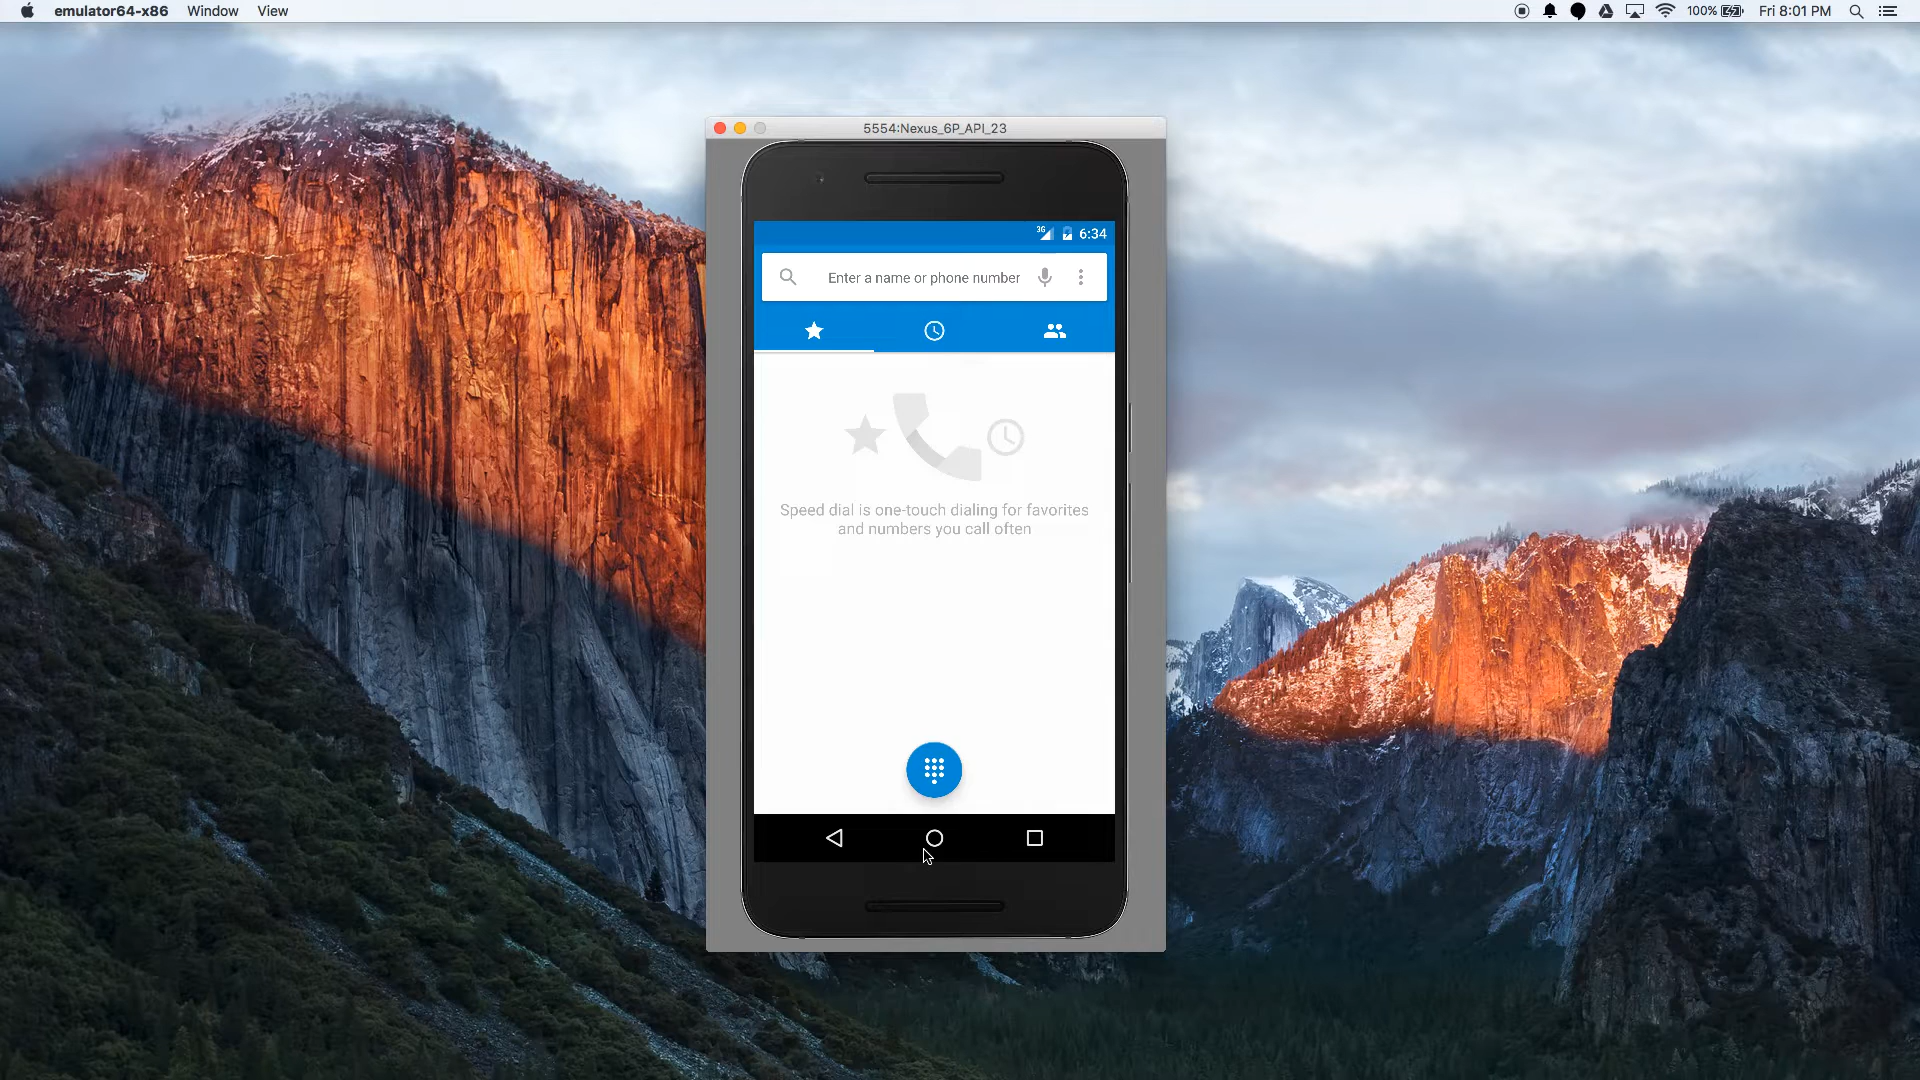 emulator64-x86 Window View
100% Fri 8:01 PM
5554:Nexus_6P_API_23
3G 6:34
Enter a name or phone number
Speed dial is one-touch dialing for favorites
and numbers you call often